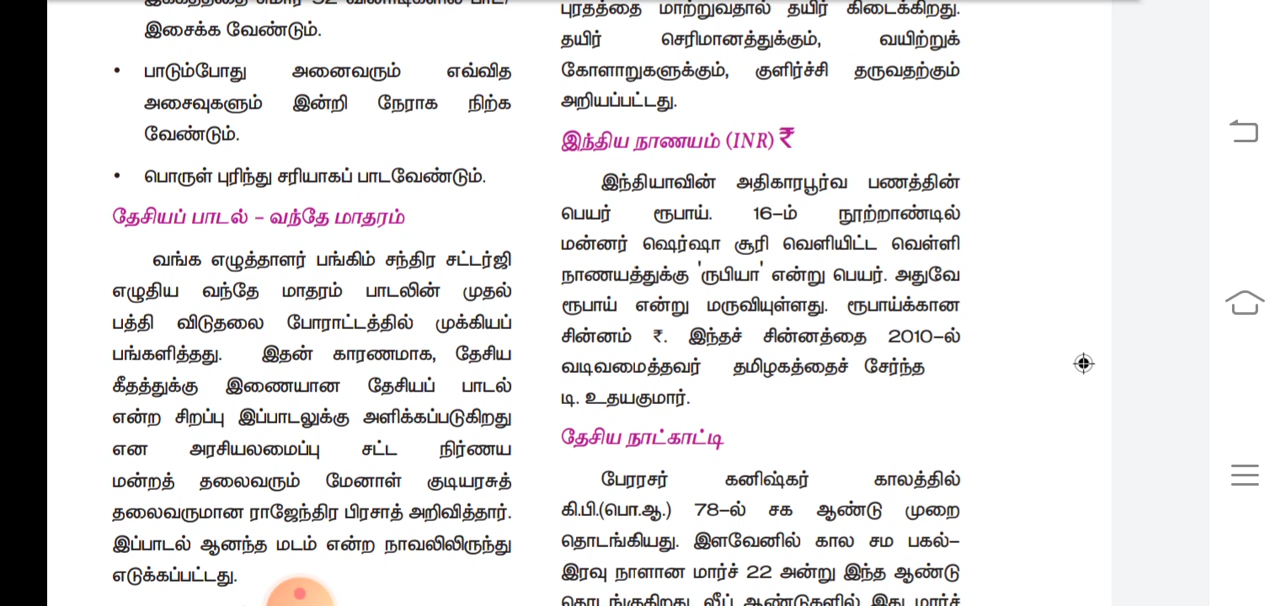 இசைக்க வேண்டும்.
• பாடும்போது அனைவரும் எவ்வித
அசைவுகளும் இன்றி நேராக நிற்க
வேண்டும்.
• பொருள் புரிந்து சரியாகப் பாடவேண்டும்.
தேசியப் பாடல் – வந்தே மாதரம்
வங்க எழுத்தாளர் பங்கிம் சந்திர சட்டர்ஜி
எழுதிய வந்தே மாதரம் பாடலின் முதல்
பத்தி விடுதலை போராட்டத்தில் முக்கியப்
பங்களித்தது. இதன் காரணமாக, தேசிய
கீதத்துக்கு இணையான தேசியப் பாடல்
என்ற சிறப்பு இப்பாடலுக்கு அளிக்கப்படுகிறது
என அரசியலமைப்பு சட்ட நிர்ணய
மன்றத் தலைவரும் மேனாள் குடியரசுத்
தலைவருமான ராஜேந்திர பிரசாத் அறிவித்தார்.
இப்பாடல் ஆனந்த மடம் என்ற நாவலிலிருந்து
எடுக்கப்பட்டது.
புரதத்தை மாற்றுவதால் தயிர் கிடைக்கிறது.
தயிர் செரிமானத்துக்கும், வயிற்றுக்
கோளாறுகளுக்கும், குளிர்ச்சி தருவதற்கும்
அறியப்பட்டது.
இந்திய நாணயம் (INR) ₹
இந்தியாவின் அதிகாரபூர்வ பணத்தின்
பெயர் ரூபாய். 16–ம் நூற்றாண்டில்
மன்னர் ஷெர்ஷா சூரி வெளியிட்ட வெள்ளி
நாணயத்துக்கு 'ருபியா' என்று பெயர். அதுவே
ரூபாய் என்று மருவியுள்ளது. ரூபாய்க்கான
சின்னம் ₹. இந்தச் சின்னத்தை 2010–ல்
வடிவமைத்தவர் தமிழகத்தைச் சேர்ந்த
டி. உதயகுமார்.
தேசிய நாட்காட்டி
பேரரசர் கனிஷ்கர் காலத்தில்
கி.பி.(பொ.ஆ.) 78–ல் சக ஆண்டு முறை
தொடங்கியது. இளவேனில் கால சம பகல்–
இரவு நாளான மார்ச் 22 அன்று இந்த ஆண்டு
தொடங்குகிறது. லீப் ஆண்டுகளில் இது மார்ச்